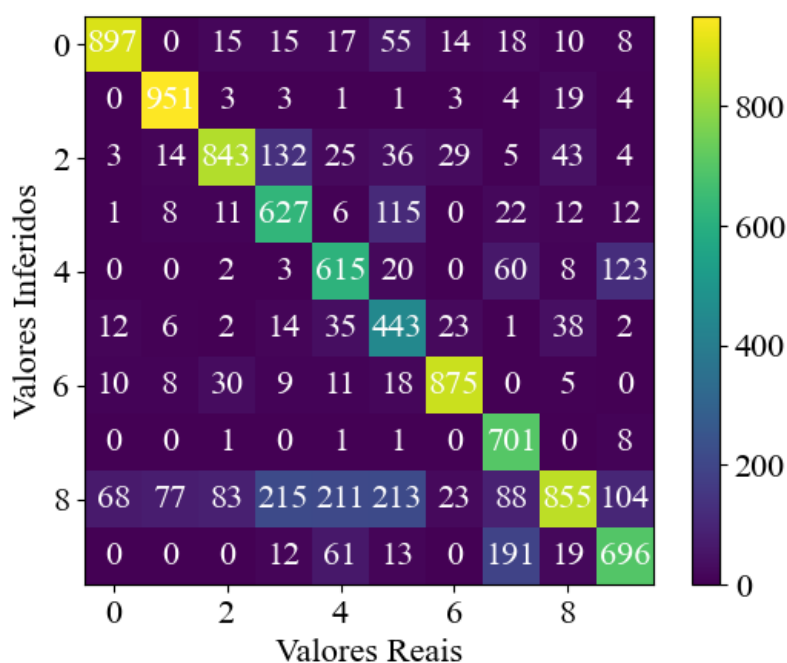 0 897 0 15 15 17 55 14 18 10 8
0 951 3 3 1 1 3 4 19 4
2 3 14 843 132 25 36 29 5 43 4
1 8 11 627 6 115 0 22 12 12
4 0 0 2 3 615 20 0 60 8 123
12 6 2 14 35 443 23 1 38 2
6 10 8 30 9 11 18 875 0 5 0
0 0 1 0 1 1 0 701 0 8
8 68 77 83 215 211 213 23 88 855 104
0 0 0 12 61 13 0 191 19 696
0 2 4 6 8
Valores Reais
Valores Inferidos
800
600
400
200
0